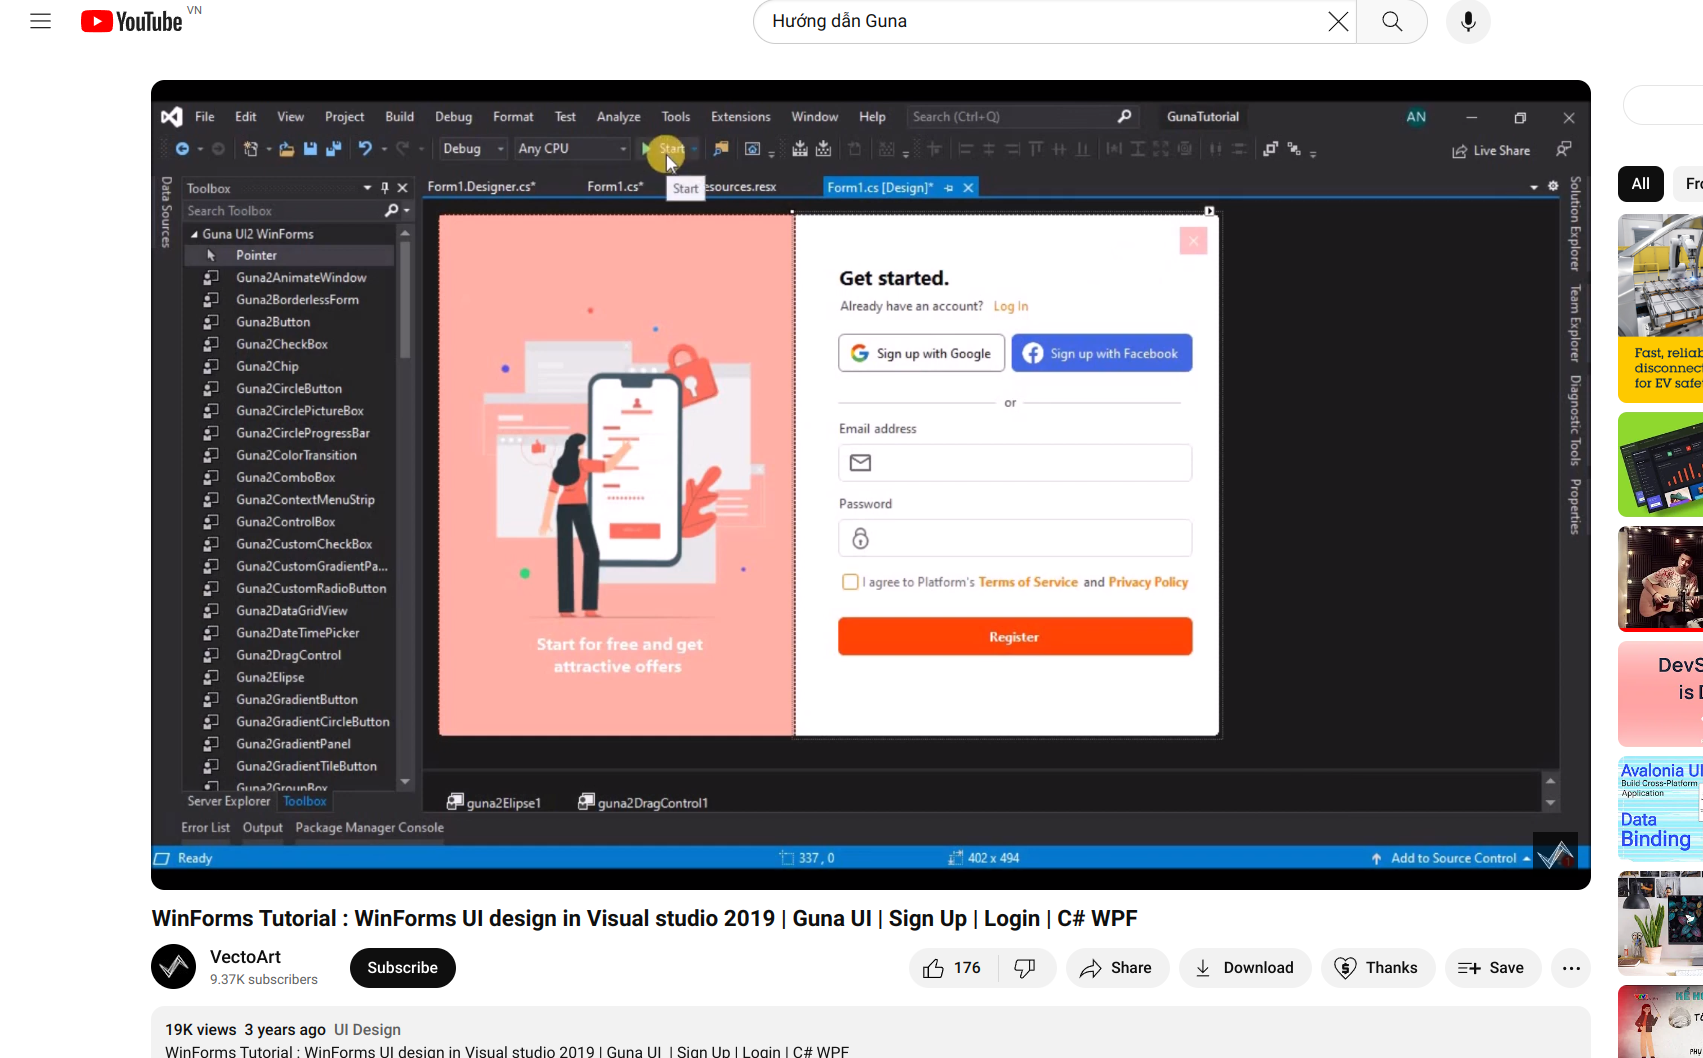 YouTube VN
Hướng dẫn Guna
File Edit View Project Build Debug Format Test Analyze Tools Extensions Window Help Search (Ctrl+Q) GunaTutorial AN
Debug Any CPU Start Live Share
Data Sources
Toolbox
Form1.Designer.cs* Form1.cs* esources.resx Form1.cs [Design]*
Start
Search Toolbox
Guna UI2 WinForms
Pointer
Guna2AnimateWindow
Guna2BorderlessForm
Guna2Button
Guna2CheckBox
Guna2Chip
Guna2CircleButton
Guna2CirclePictureBox
Guna2CircleProgressBar
Guna2ColorTransition
Guna2ComboBox
Guna2ContextMenuStrip
Guna2ControlBox
Guna2CustomCheckBox
Guna2CustomGradientPa...
Guna2CustomRadioButton
Guna2DataGridView
Guna2DateTimePicker
Guna2DragControl
Guna2Elipse
Guna2GradientButton
Guna2GradientCircleButton
Guna2GradientPanel
Guna2GradientTileButton
Guna2GroupBox
Server Explorer Toolbox
Get started.
Already have an account? Log In
Sign up with Google Sign up with Facebook
or
Email address
Password
I agree to Platform's Terms of Service and Privacy Policy
Register
Start for free and get
attractive offers
Solution Explorer
Team Explorer
Diagnostic Tools
Properties
guna2Elipse1 guna2DragControl1
Error List Output Package Manager Console
Ready 337, 0 402 x 494 Add to Source Control
WinForms Tutorial : WinForms UI design in Visual studio 2019 | Guna UI | Sign Up | Login | C# WPF
VectoArt
9.37K subscribers
Subscribe
176 Share Download Thanks Save
19K views 3 years ago UI Design
WinForms Tutorial : WinForms UI design in Visual studio 2019 | Guna UI | Sign Up | Login | C# WPF
All Fro
Fast, reliab
disconnec
for EV safe
DevS
is D
Avalonia UI
Build Cross-Platform
Application
Data
Binding